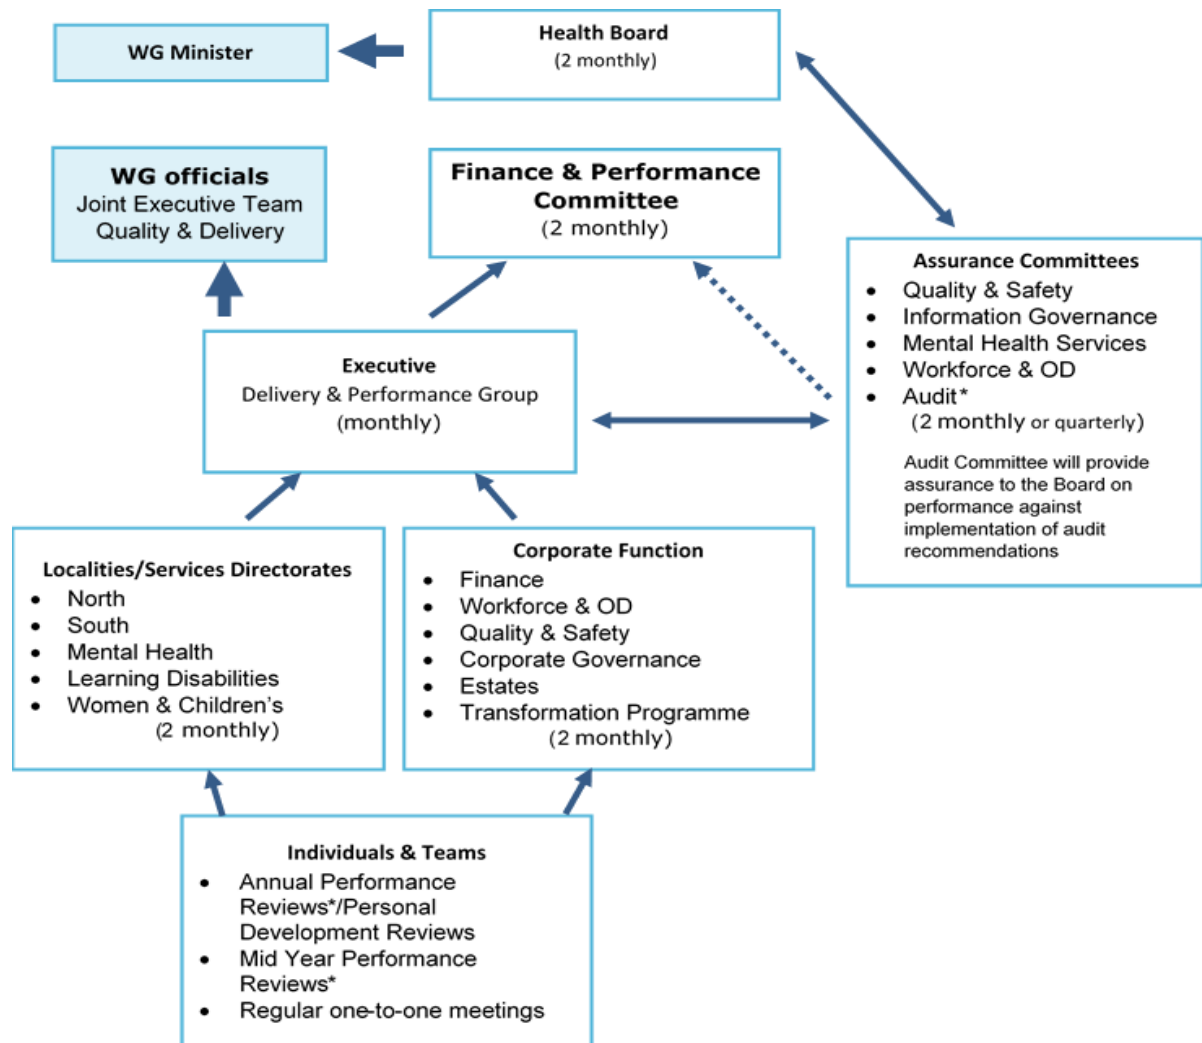 WG Minister
Health Board
(2 monthly)
WG officials
Joint Executive Team
Quality & Delivery
Finance & Performance
Committee
(2 monthly)
Assurance Committees
• Quality & Safety
• Information Governance
• Mental Health Services
• Workforce & OD
• Audit*
(2 monthly or quarterly)
Audit Committee will provide
assurance to the Board on
performance against
implementation of audit
recommendations
Executive
Delivery & Performance Group
(monthly)
Localities/Services Directorates
• North
• South
• Mental Health
• Learning Disabilities
• Women & Children’s
(2 monthly)
Corporate Function
• Finance
• Workforce & OD
• Quality & Safety
• Corporate Governance
• Estates
• Transformation Programme
(2 monthly)
Individuals & Teams
• Annual Performance
Reviews*/Personal
Development Reviews
• Mid Year Performance
Reviews*
• Regular one-to-one meetings